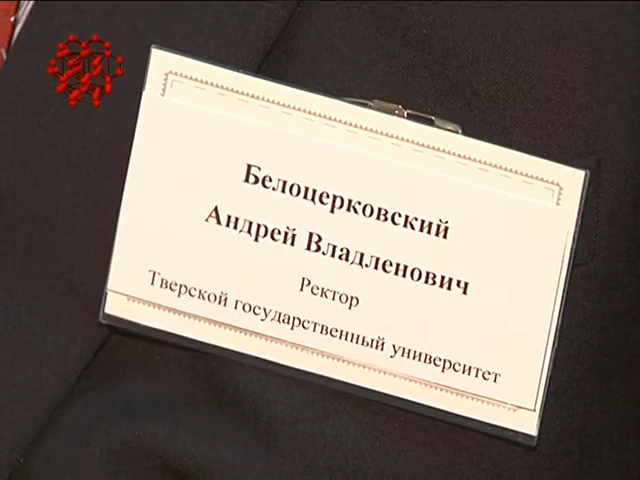 Белоцерковский
Андрей Владленович
Ректор
Тверской государственный университет